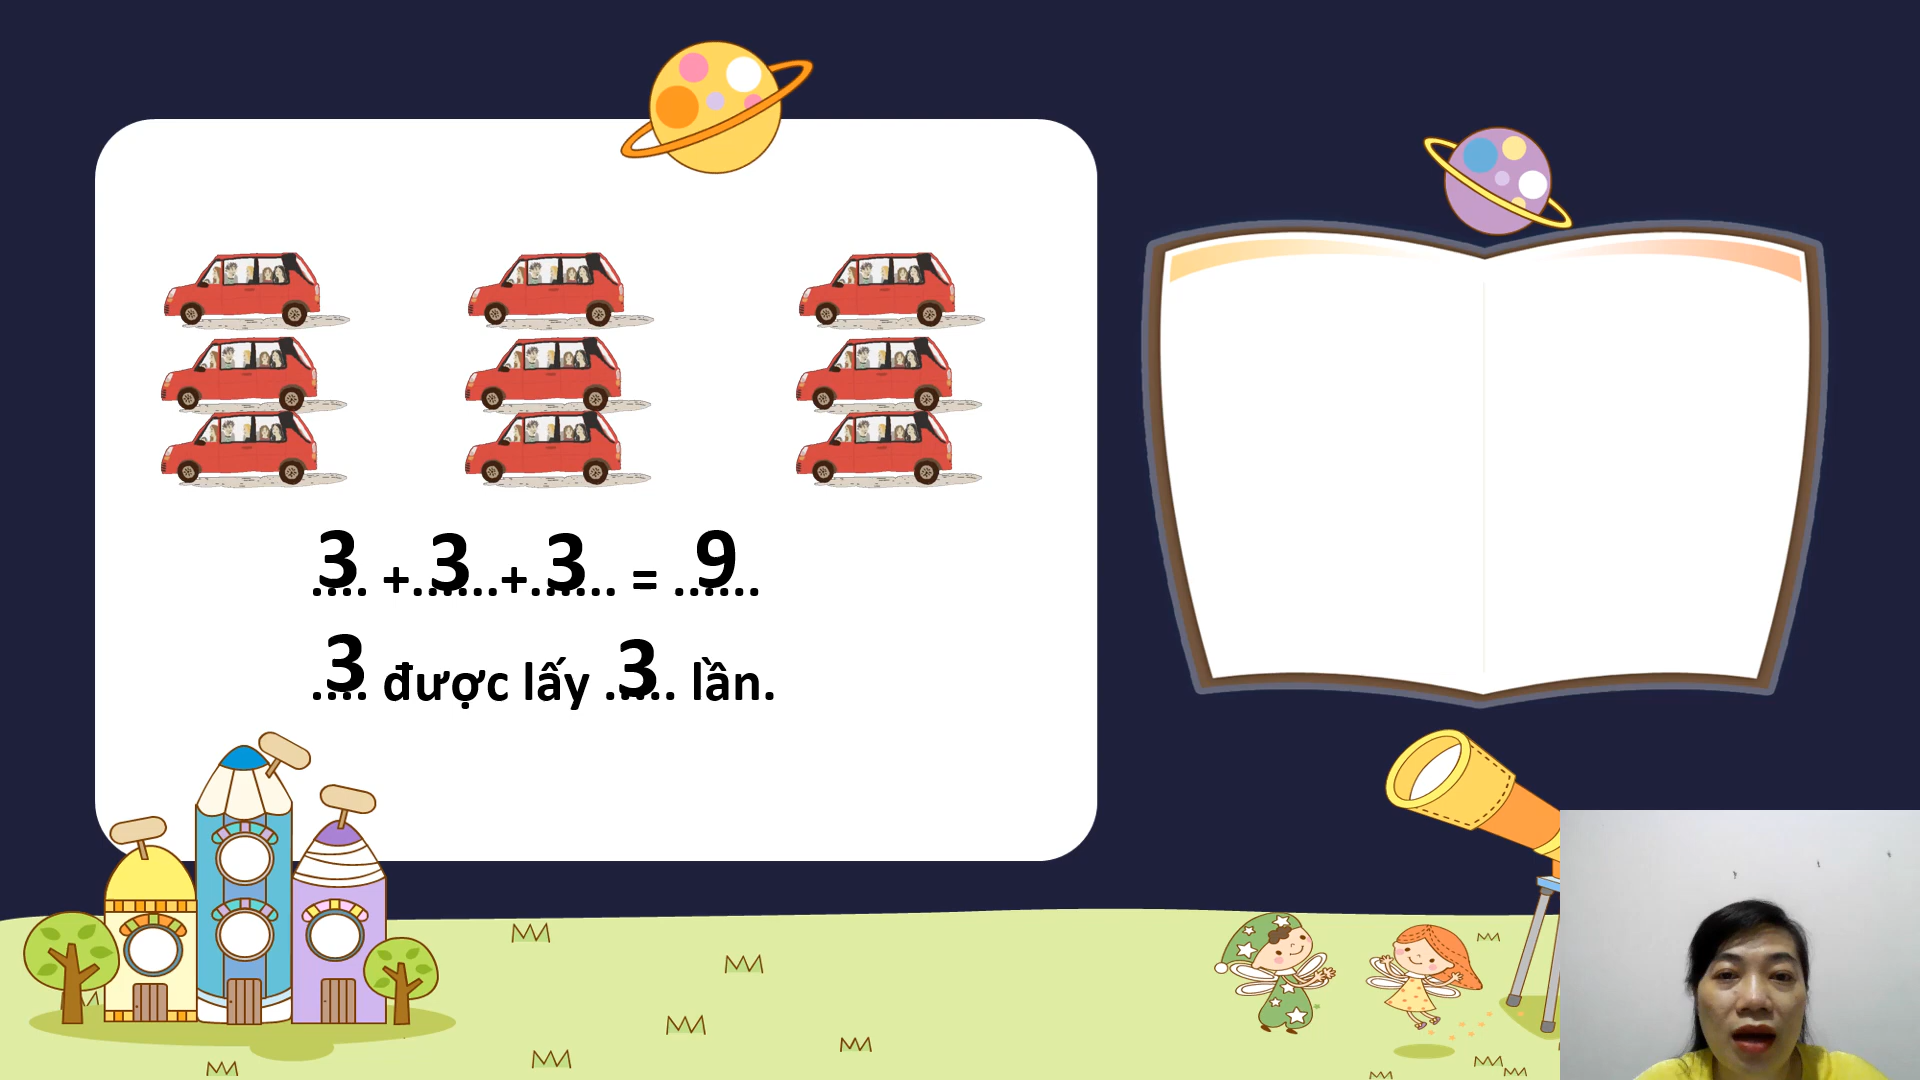 3 + 3 + 3 = 9
3 được lấy 3 lần.